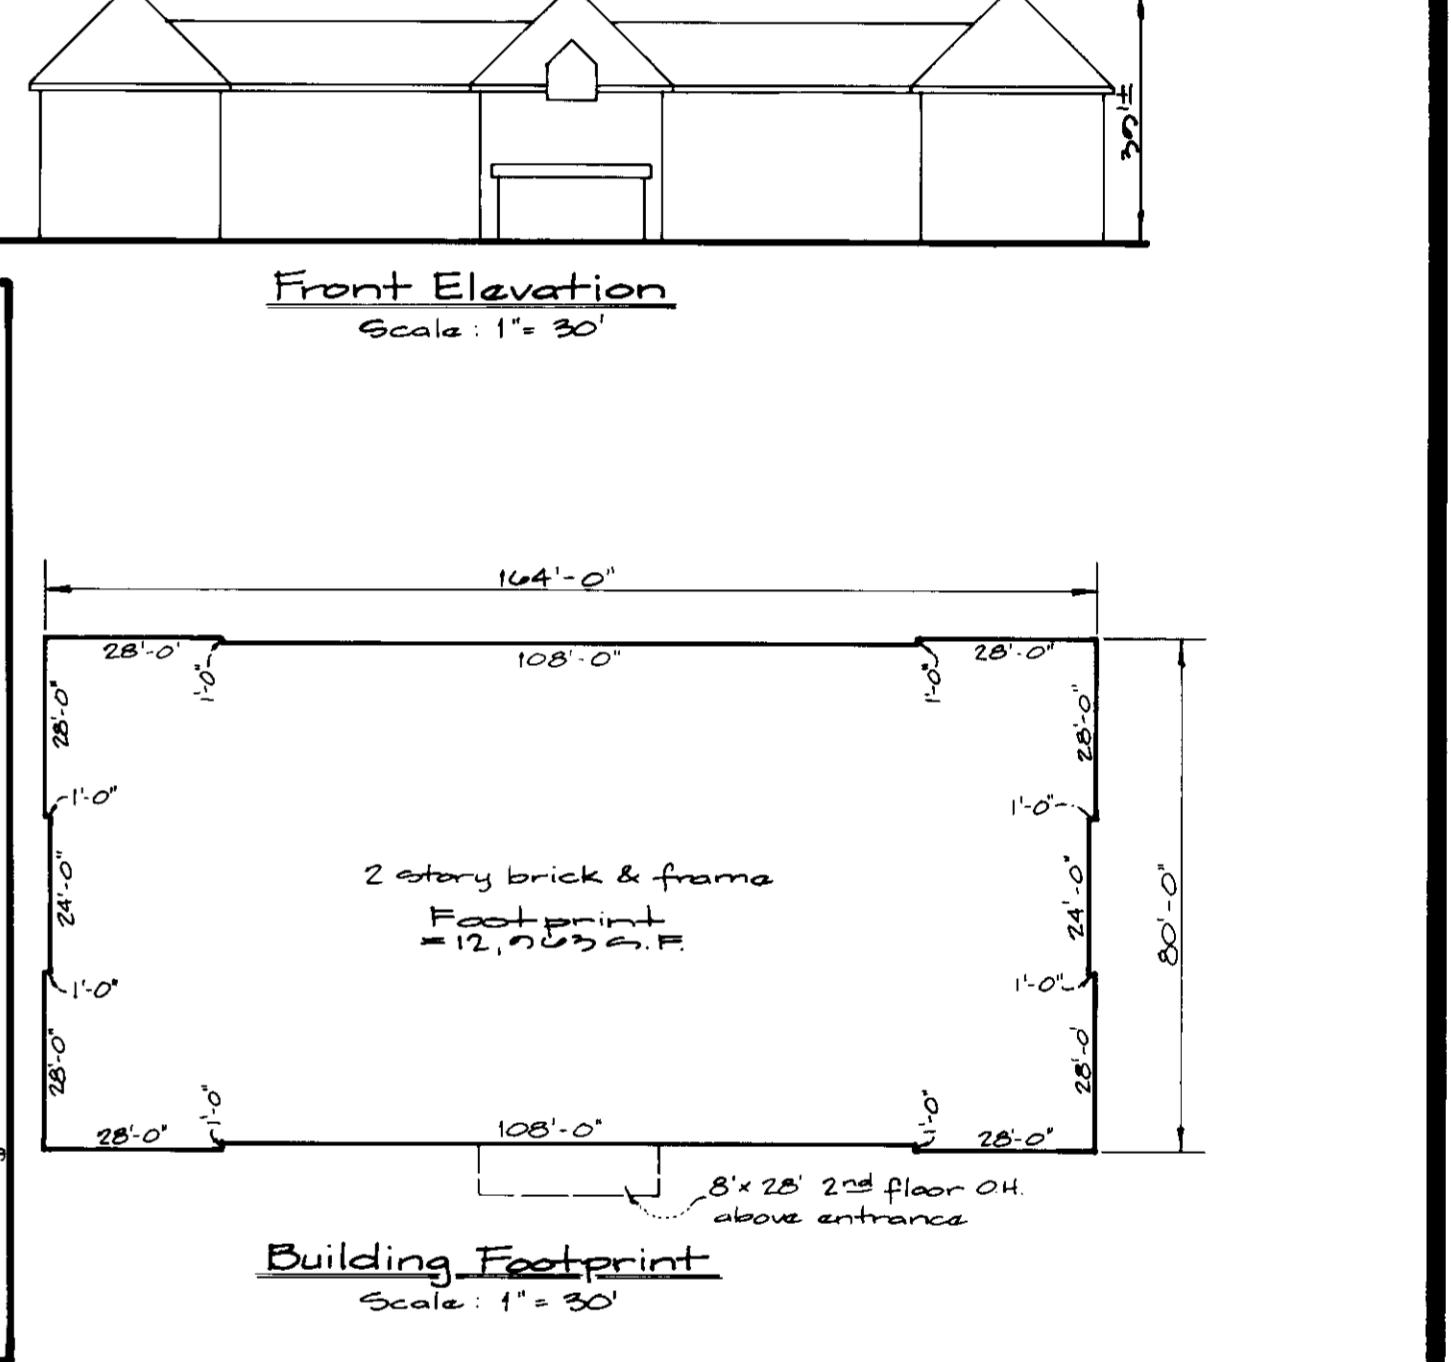 39'±
Front Elevation
Scale : 1"= 30'
164'-0"
28'-0'
1'-0"
108'-0"
1'-0"
28'-0"
28'-0"
28'-0"
1'-0"
1'-0"
24'-0"
24'-0"
80'-0"
2 story brick & frame
Footprint
S.F.
1'-0"
1'-0"
28'-0"
28'-0'
28'-0"
1'-0"
108'-0"
1'-0"
28'-0"
8'x 28' 2nd floor O.H.
above entrance
Building Footprint
Scale : 1" = 30'